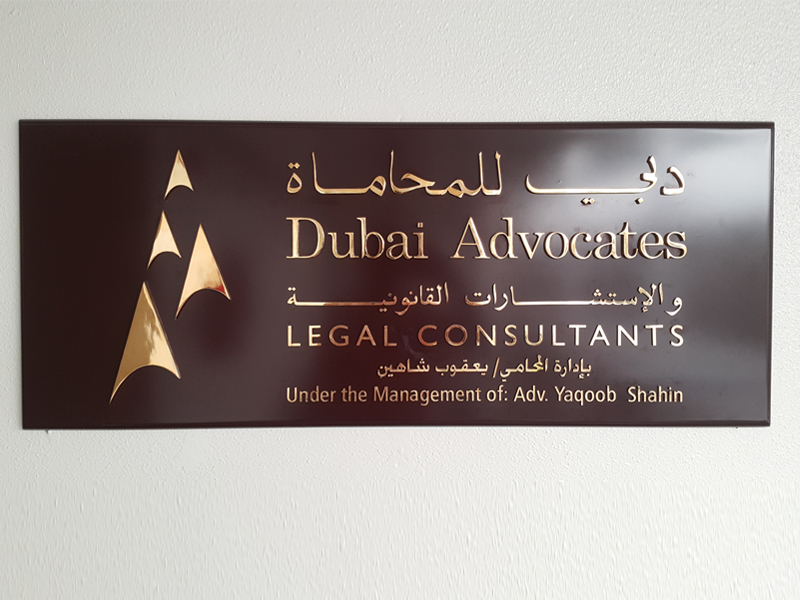 دبي للمحاماة
Dubai Advocates
والإستشارات القانونية
LEGAL CONSULTANTS
بإدارة المحامي/ يعقوب شاهين
Under the Management of: Adv. Yaqoob Shahin